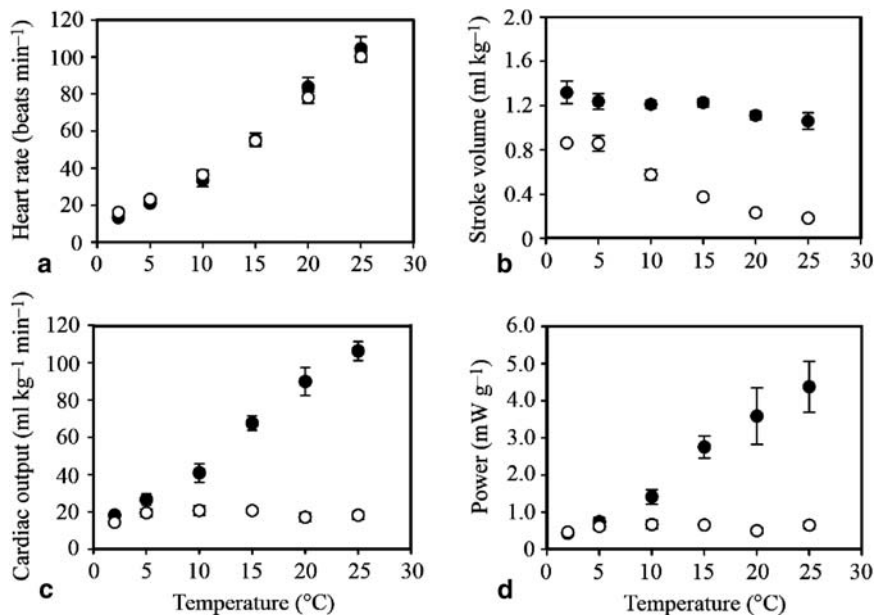 120
100
80
60
40
20
0
Heart rate (beats min⁻¹)
0 5 10 15 20 25 30
a
2.0
1.6
1.2
0.8
0.4
0
Stroke volume (ml kg⁻¹)
0 5 10 15 20 25 30
b
120
100
80
60
40
20
0
Cardiac output (ml kg⁻¹ min⁻¹)
0 5 10 15 20 25 30
c
Temperature (°C)
6.0
5.0
4.0
3.0
2.0
1.0
0
Power (mW g⁻¹)
0 5 10 15 20 25 30
d
Temperature (°C)